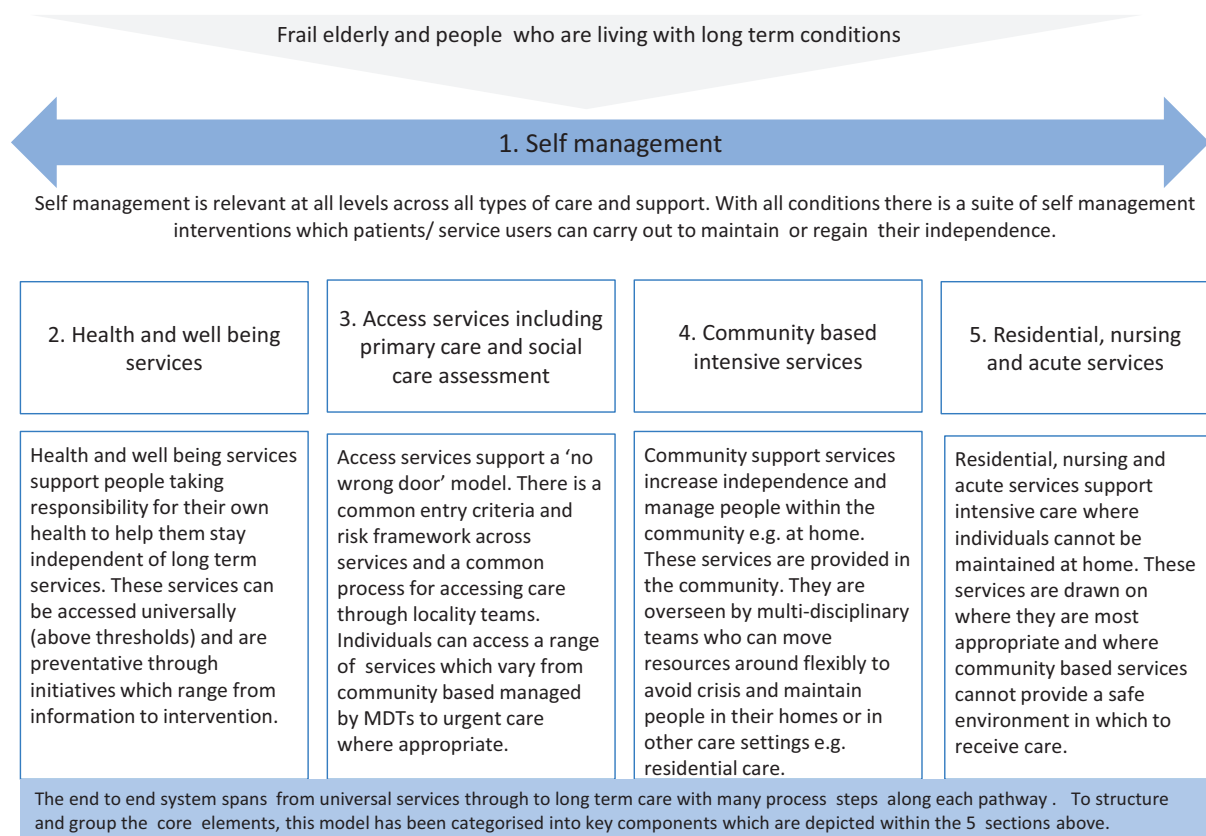 Frail elderly and people who are living with long term conditions
1. Self management
Self management is relevant at all levels across all types of care and support. With all conditions there is a suite of self management
interventions which patients/ service users can carry out to maintain or regain their independence.
2. Health and well being
services
3. Access services including
primary care and social
care assessment
4. Community based
intensive services
5. Residential, nursing
and acute services
Health and well being services
support people taking
responsibility for their own
health to help them stay
independent of long term
services. These services can
be accessed universally
(above thresholds) and are
preventative through
initiatives which range from
information to intervention.
Access services support a ‘no
wrong door’ model. There is a
common entry criteria and
risk framework across
services and a common
process for accessing care
through locality teams.
Individuals can access a range
of services which vary from
community based managed
by MDTs to urgent care
where appropriate.
Community support services
increase independence and
manage people within the
community e.g. at home.
These services are provided in
the community. They are
overseen by multi-disciplinary
teams who can move
resources around flexibly to
avoid crisis and maintain
people in their homes or in
other care settings e.g.
residential care.
Residential, nursing and
acute services support
intensive care where
individuals cannot be
maintained at home. These
services are drawn on
where they are most
appropriate and where
community based services
cannot provide a safe
environment in which to
receive care.
The end to end system spans from universal services through to long term care with many process steps along each pathway . To structure
and group the core elements, this model has been categorised into key components which are depicted within the 5 sections above.